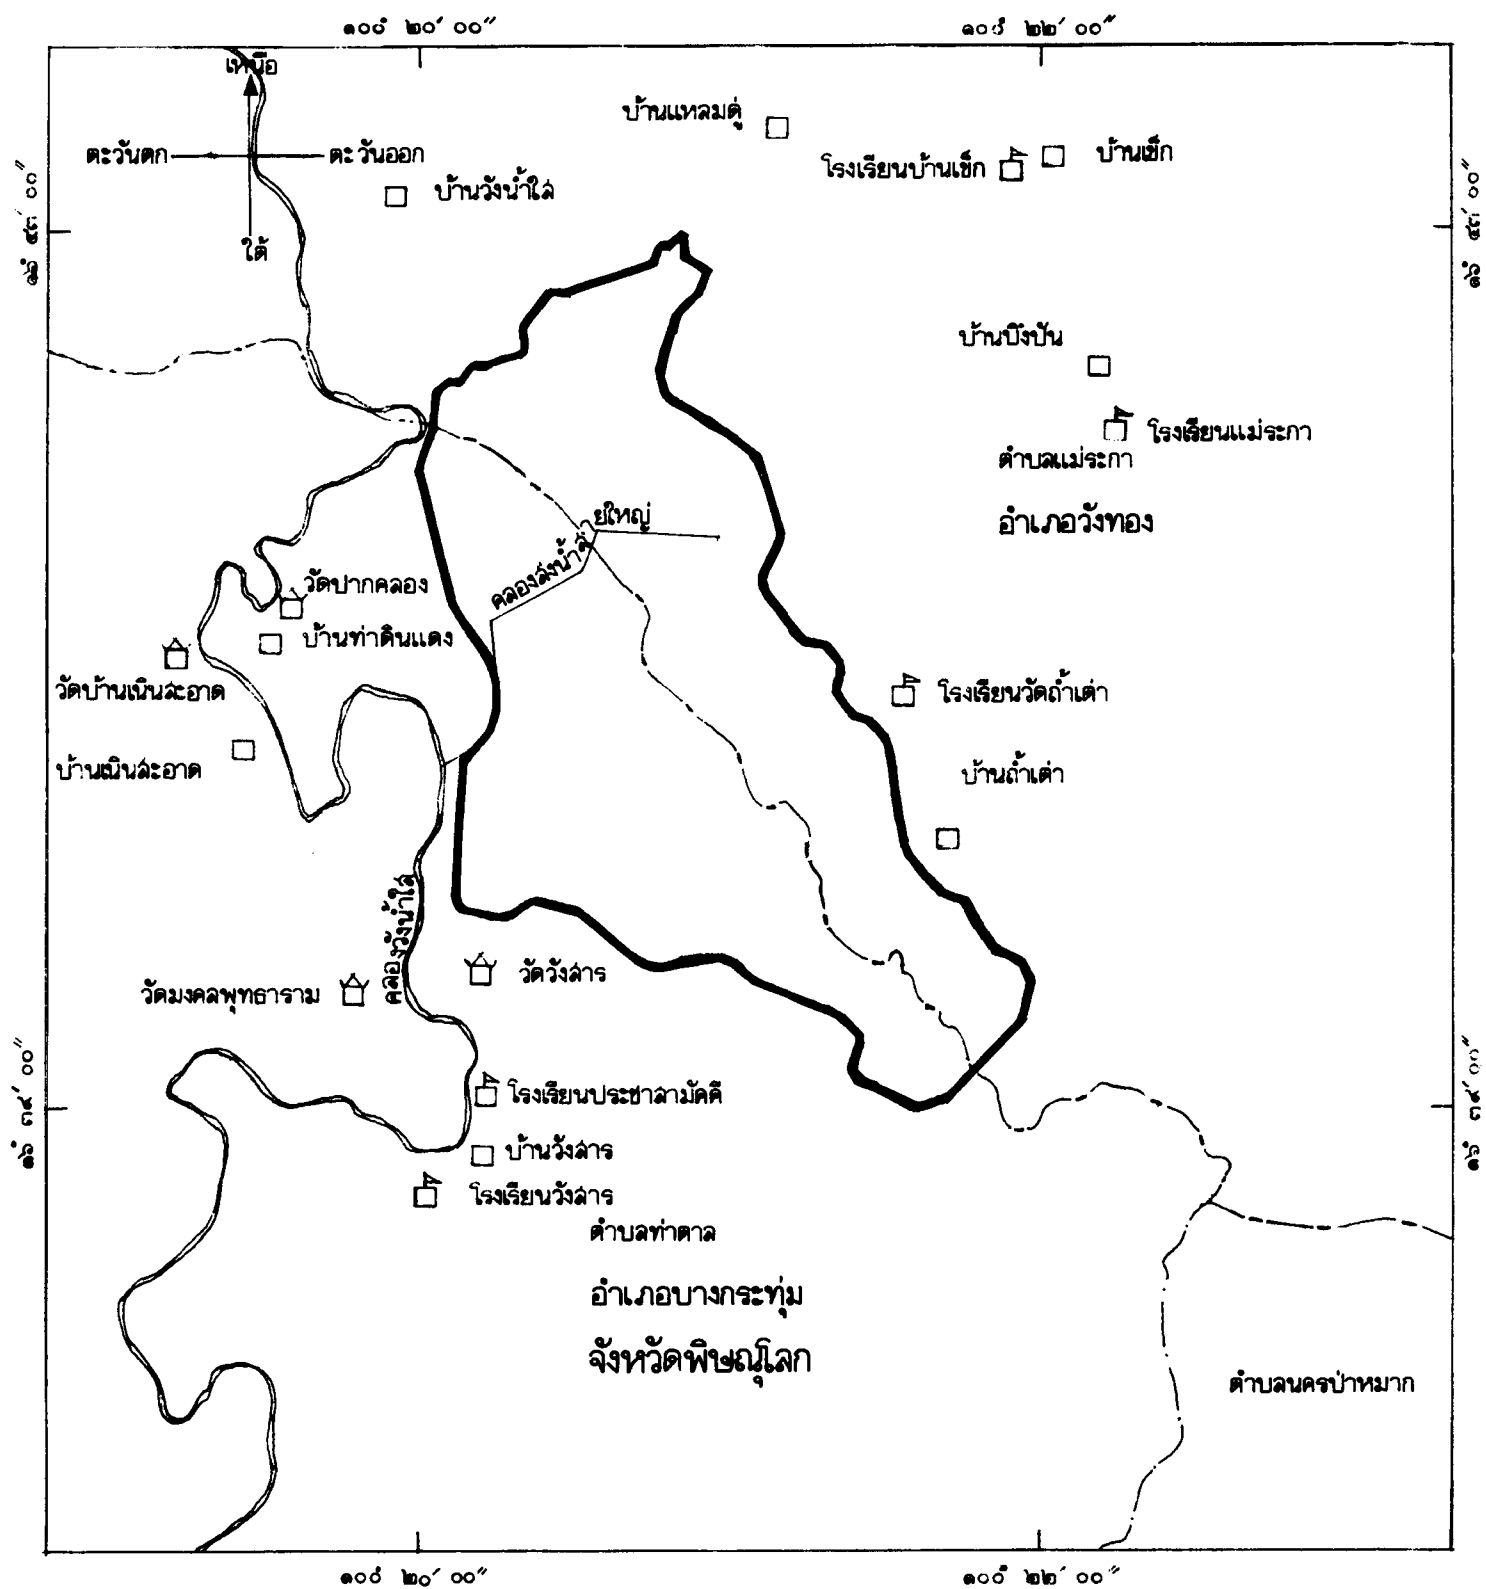 ๑๐๐° ๒๐′ ๐๐″
๑๐๐° ๒๒′ ๐๐″
เหนือ
บ้านแหลมดู่
ตะวันตก
ตะวันออก
โรงเรียนบ้านเข็ก
บ้านเข็ก
บ้านวังน้ำใส
ใต้
บ้านบึงปัน
โรงเรียนแม่ระกา
ตำบลแม่ระกา
อำเภอวังทอง
คลองส่งน้ำสายใหญ่
วัดปากคลอง
บ้านท่าดินแดง
วัดบ้านเนินสะอาด
โรงเรียนวัดถ้ำเต่า
บ้านเนินสะอาด
บ้านถ้ำเต่า
คลองวังน้ำใส
วัดวังสาร
วัดมงคลพุทธาราม
๑๖° ๓๙′ ๐๐″
๑๖° ๓๙′ ๐๐″
โรงเรียนประชาสามัคคี
บ้านวังสาร
โรงเรียนวังสาร
ตำบลท่าตาล
อำเภอบางกระทุ่ม
จังหวัดพิษณุโลก
ตำบลนครป่าหมาก
๑๐๐° ๒๐′ ๐๐″
๑๐๐° ๒๒′ ๐๐″